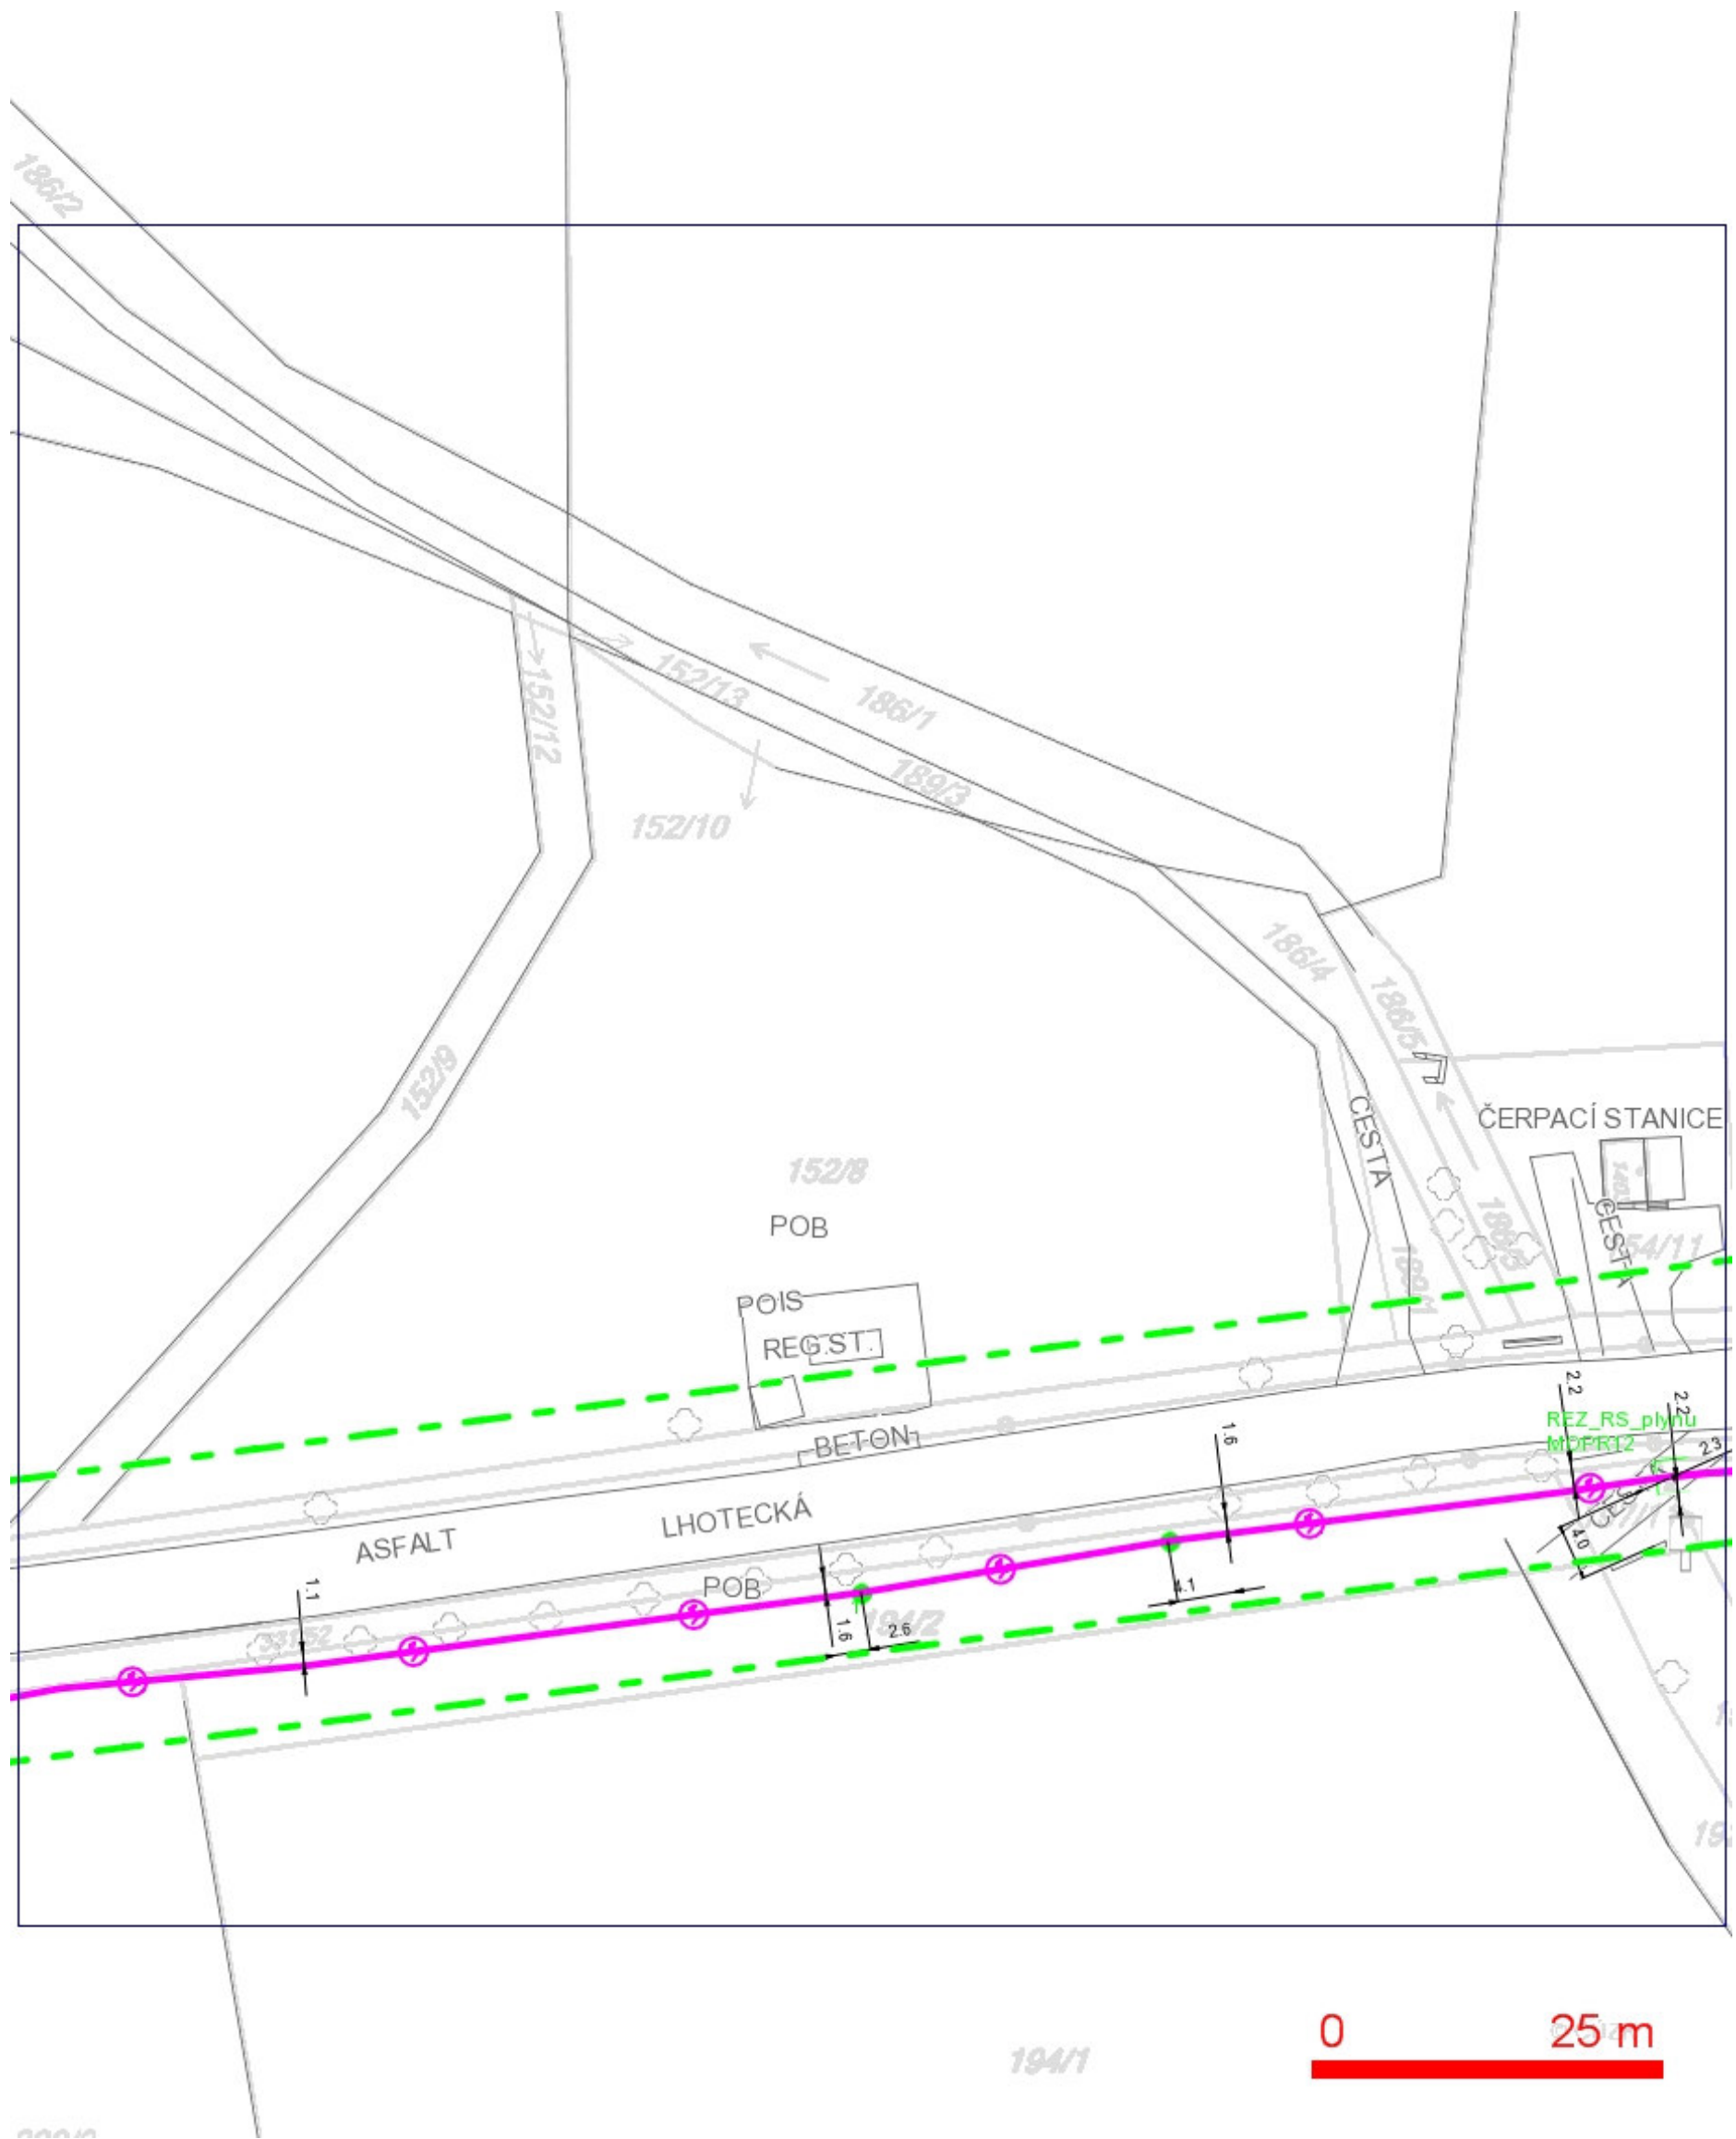 186/2
152/13
152/12
186/1
189/3
152/10
186/4
186/5
152/9
ČERPACÍ STANICE
CESTA
152/8
POB
CESTA
POIS
REG.ST.
2.2
2.2
REZ_RS_plynu
MOPR12
2.3
BETON
1.6
LHOTECKÁ
ASFALT
4.0
POB
1.1
4.1
194/2
1.6
2.6
33152
0
25 m
194/1